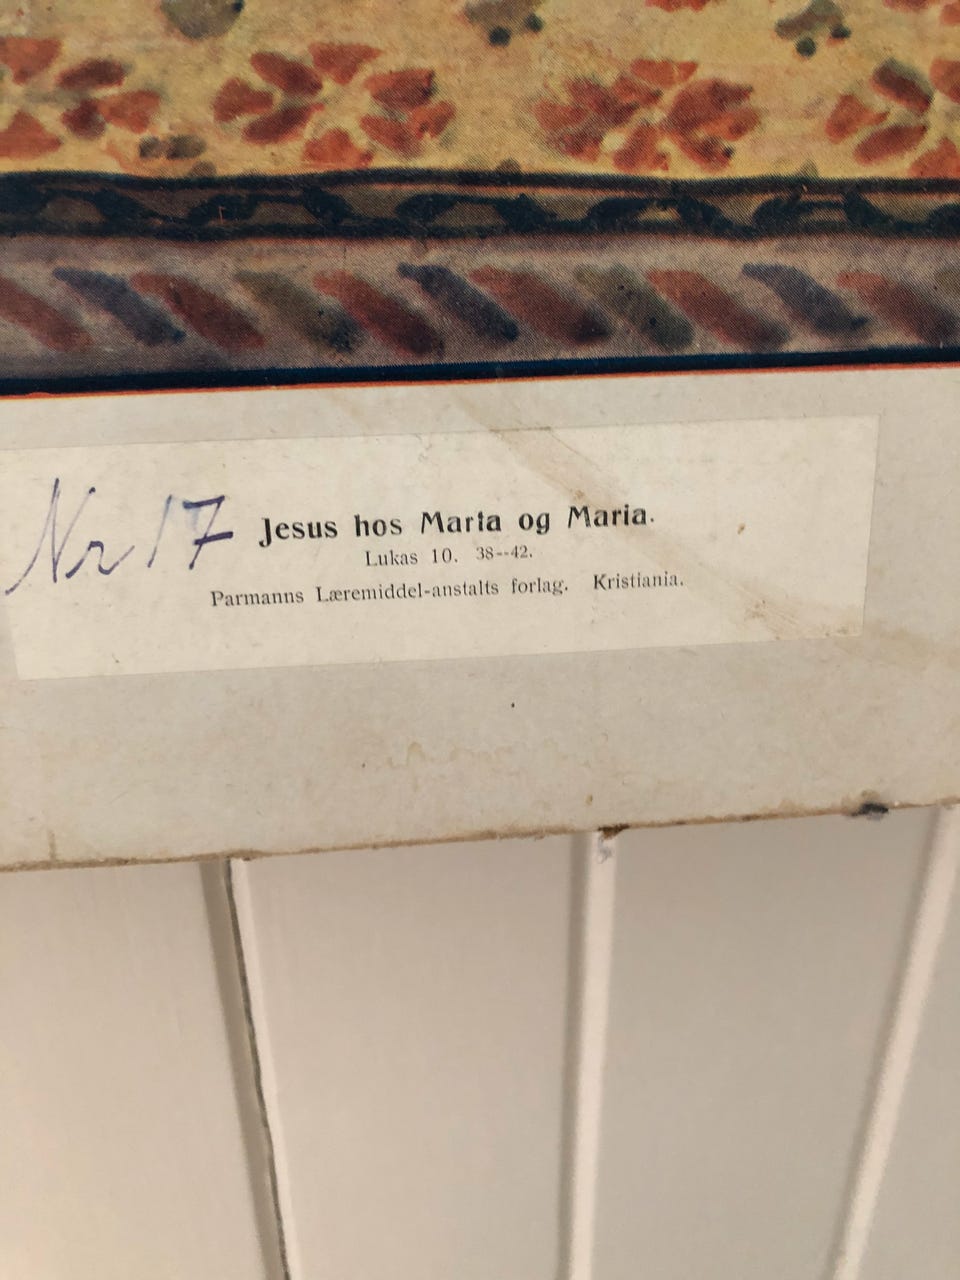 Nr 17
Jesus hos Marta og Maria.
Lukas 10. 38--42.
Parmanns Læremiddel-anstalts forlag. Kristiania.